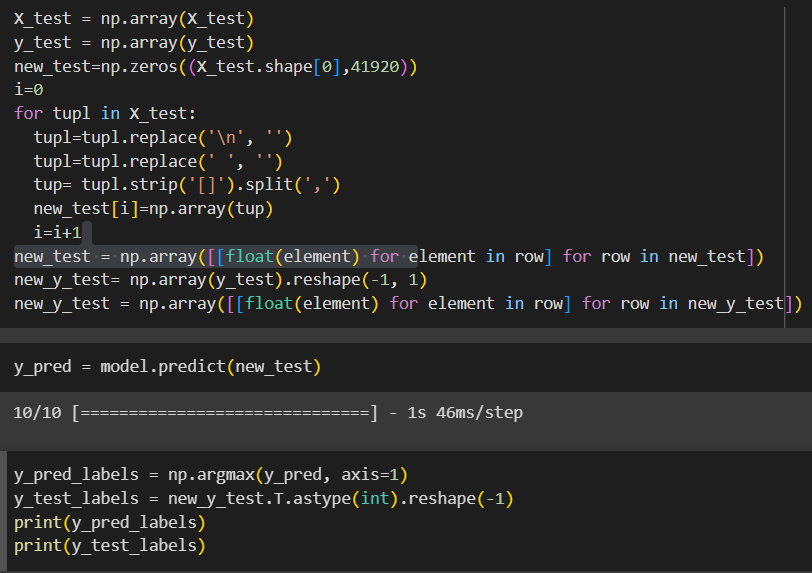 X_test = np.array(X_test)
y_test = np.array(y_test)
new_test=np.zeros((X_test.shape[0],41920))
i=0
for tupl in X_test:
  tupl=tupl.replace('\n', '')
  tupl=tupl.replace(' ', '')
  tup= tupl.strip('[]').split(',')
  new_test[i]=np.array(tup)
  i=i+1
new_test = np.array([[float(element) for element in row] for row in new_test])
new_y_test= np.array(y_test).reshape(-1, 1)
new_y_test = np.array([[float(element) for element in row] for row in new_y_test])
y_pred = model.predict(new_test)
10/10 [==============================] - 1s 46ms/step
y_pred_labels = np.argmax(y_pred, axis=1)
y_test_labels = new_y_test.T.astype(int).reshape(-1)
print(y_pred_labels)
print(y_test_labels)